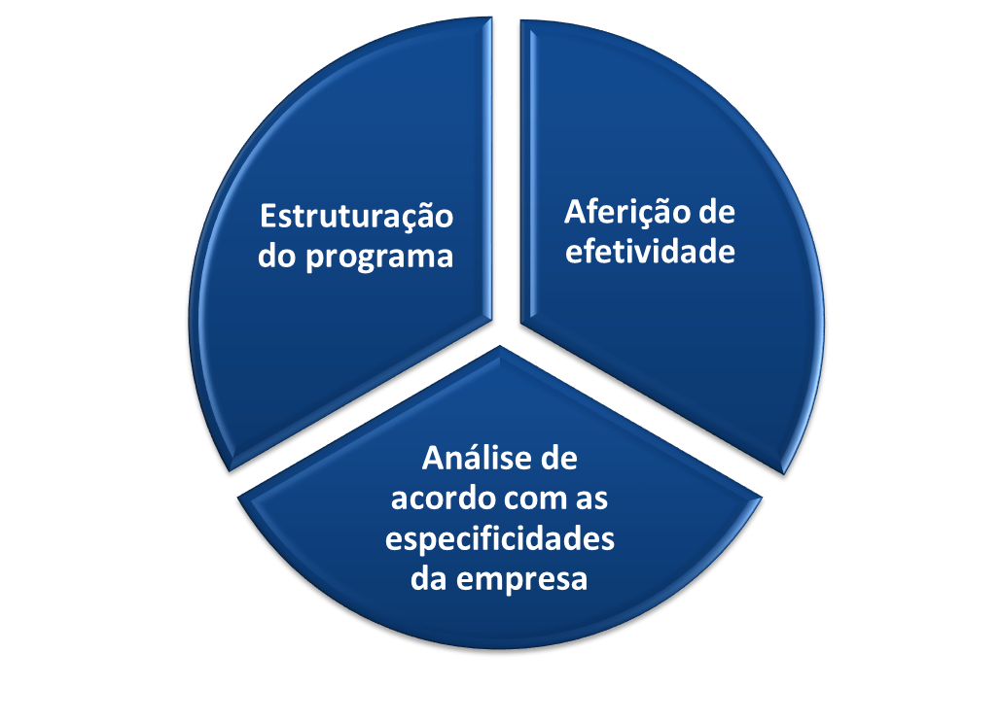 Estruturação
do programa
Aferição de
efetividade
Análise de
acordo com as
especificidades
da empresa